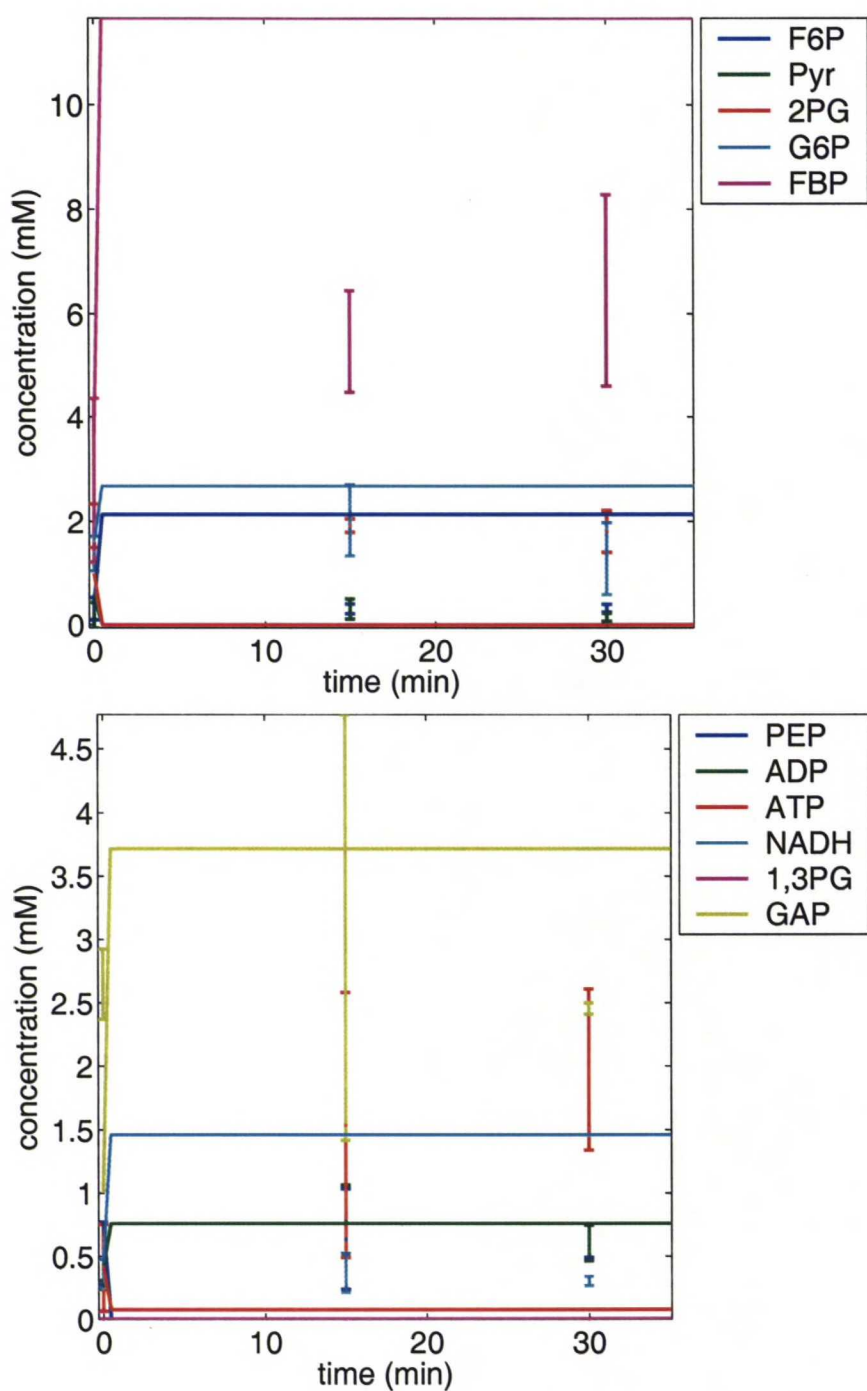 10
8
6
4
2
0
concentration (mM)
0
10
20
30
time (min)
F6P
Pyr
2PG
G6P
FBP
4.5
4
3.5
3
2.5
2
1.5
1
0.5
0
concentration (mM)
0
10
20
30
time (min)
PEP
ADP
ATP
NADH
1,3PG
GAP